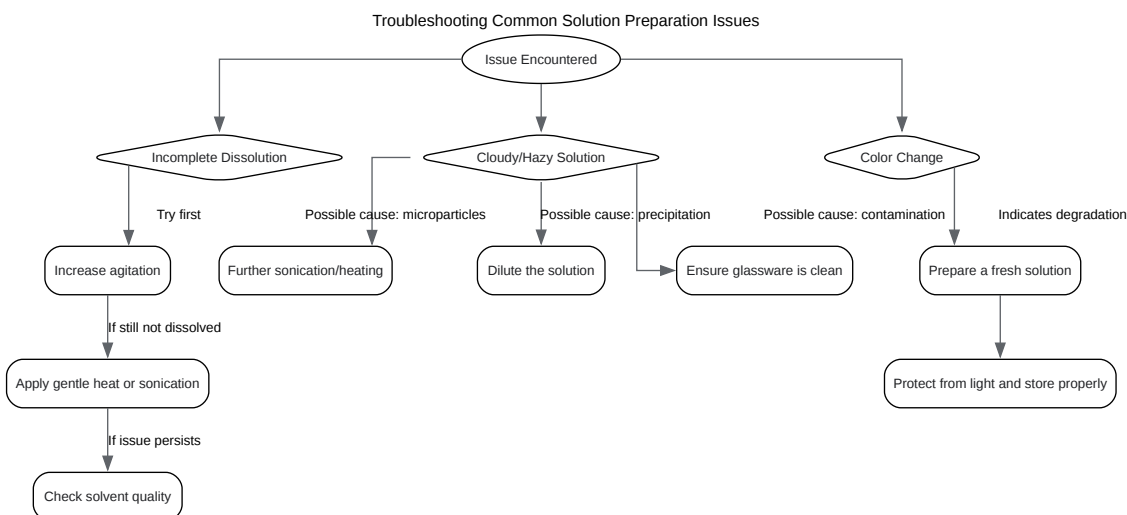 Troubleshooting Common Solution Preparation Issues
Issue Encountered
Incomplete Dissolution
Cloudy/Hazy Solution
Color Change
Try first
Possible cause: microparticles
Possible cause: precipitation
Possible cause: contamination
Indicates degradation
Increase agitation
Further sonication/heating
Dilute the solution
Ensure glassware is clean
Prepare a fresh solution
If still not dissolved
Apply gentle heat or sonication
Protect from light and store properly
If issue persists
Check solvent quality